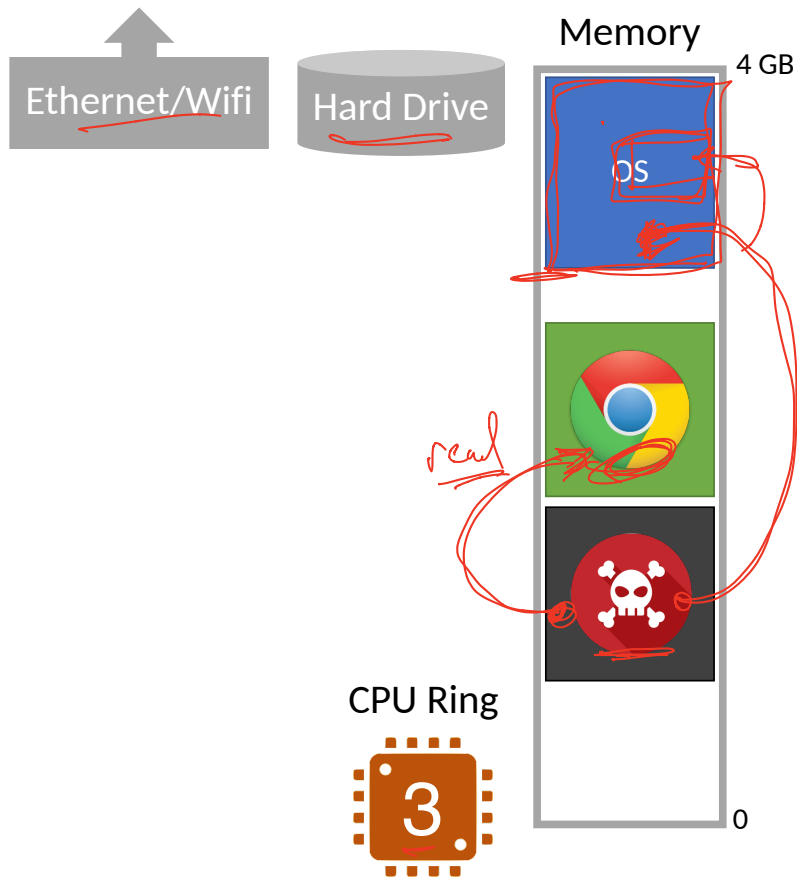 Memory
4 GB
Ethernet/Wifi
Hard Drive
OS
read
CPU Ring
3
0